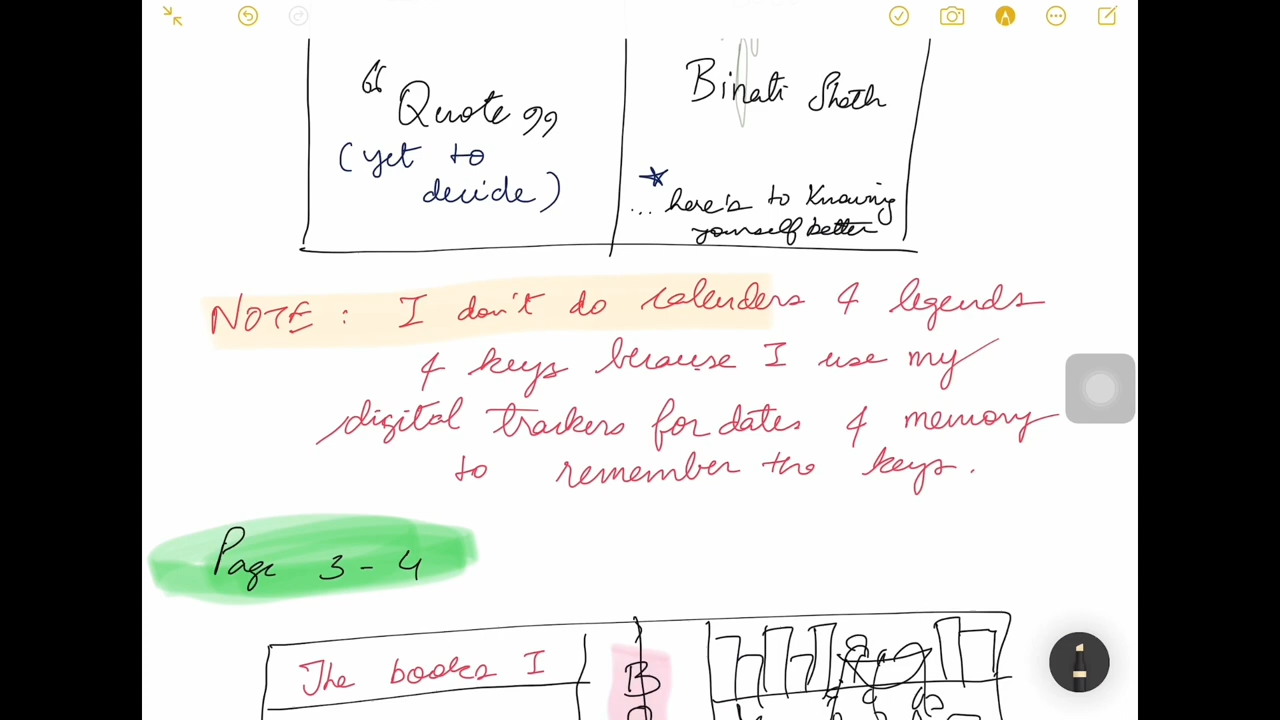 “ Quote ”
(yet to
decide)
Binati Sheth
... here's to knowing
yourself better
NOTE : I don't do calenders & legends
& keys because I use my
digital trackers for dates & memory
to remember the keys.
Page 3 - 4
The books I
B